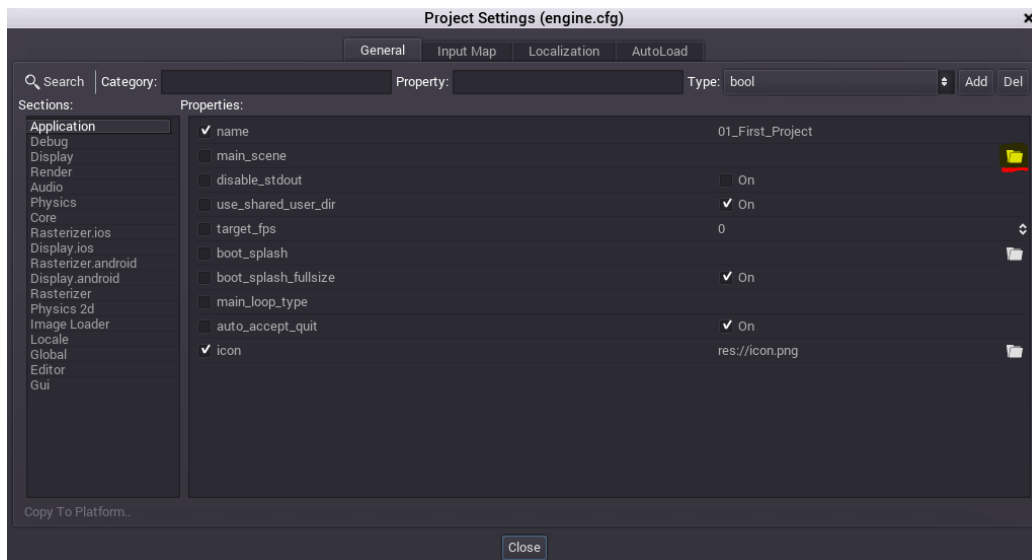 Project Settings (engine.cfg)
General Input Map Localization AutoLoad
Search Category: Property: Type: bool Add Del
Sections: Properties:
Application
Debug
Display
Render
Audio
Physics
Core
Rasterizer.ios
Display.ios
Rasterizer.android
Display.android
Rasterizer
Physics 2d
Image Loader
Locale
Global
Editor
Gui
name 01_First_Project
main_scene
disable_stdout On
use_shared_user_dir On
target_fps 0
boot_splash
boot_splash_fullsize On
main_loop_type
auto_accept_quit On
icon res://icon.png
Copy To Platform..
Close